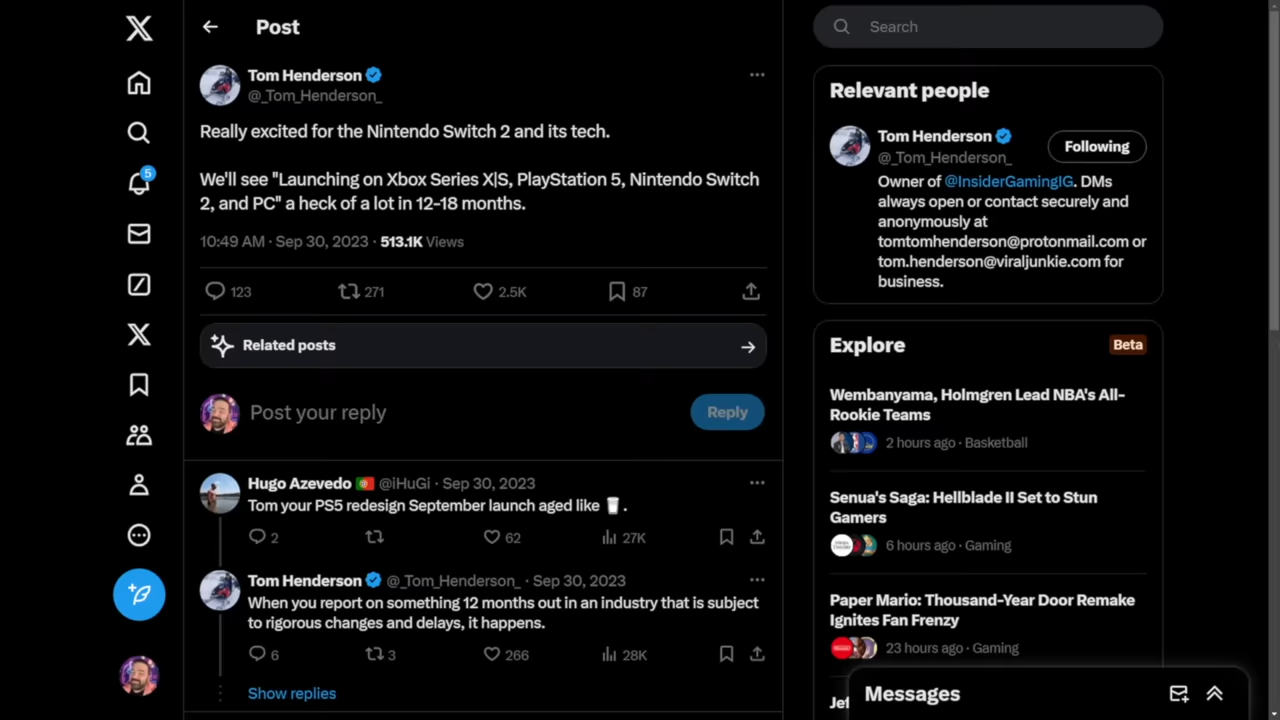 Post
Tom Henderson
@_Tom_Henderson_
Really excited for the Nintendo Switch 2 and its tech.
We'll see "Launching on Xbox Series X|S, PlayStation 5, Nintendo Switch
2, and PC" a heck of a lot in 12-18 months.
10:49 AM · Sep 30, 2023 · 513.1K Views
123 271 2.5K 87
Related posts
Post your reply
Reply
Hugo Azevedo 🇵🇹 @iHuGi · Sep 30, 2023
Tom your PS5 redesign September launch aged like 🥛.
2 62 27K
Tom Henderson @_Tom_Henderson_ · Sep 30, 2023
When you report on something 12 months out in an industry that is subject
to rigorous changes and delays, it happens.
6 3 266 28K
Show replies
5
Search
Relevant people
Tom Henderson
@_Tom_Henderson_
Following
Owner of @InsiderGamingIG. DMs
always open or contact securely and
anonymously at
tomtomhenderson@protonmail.com or
tom.henderson@viraljunkie.com for
business.
Explore
Beta
Wembanyama, Holmgren Lead NBA's All-
Rookie Teams
2 hours ago · Basketball
Senua's Saga: Hellblade II Set to Stun
Gamers
6 hours ago · Gaming
Paper Mario: Thousand-Year Door Remake
Ignites Fan Frenzy
23 hours ago · Gaming
Messages